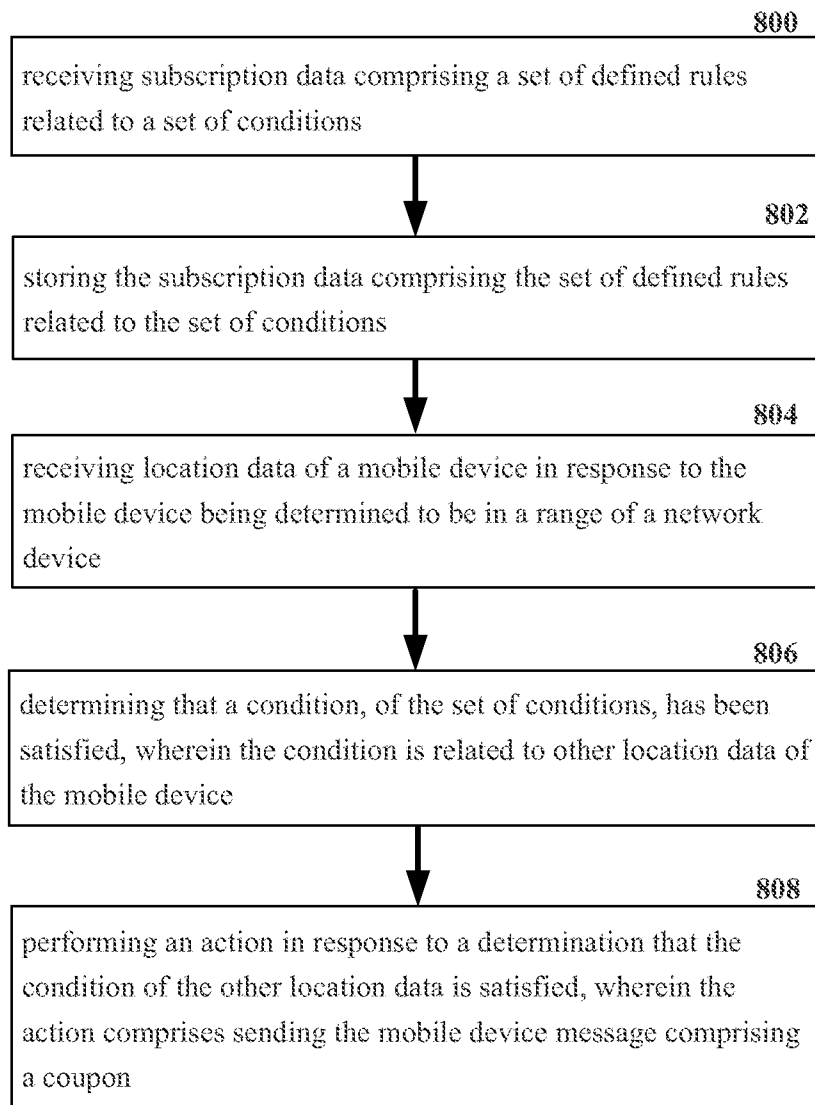 800
receiving subscription data comprising a set of defined rules
related to a set of conditions
802
storing the subscription data comprising the set of defined rules
related to the set of conditions
804
receiving location data of a mobile device in response to the
mobile device being determined to be in a range of a network
device
806
determining that a condition, of the set of conditions, has been
satisfied, wherein the condition is related to other location data of
the mobile device
808
performing an action in response to a determination that the
condition of the other location data is satisfied, wherein the
action comprises sending the mobile device message comprising
a coupon